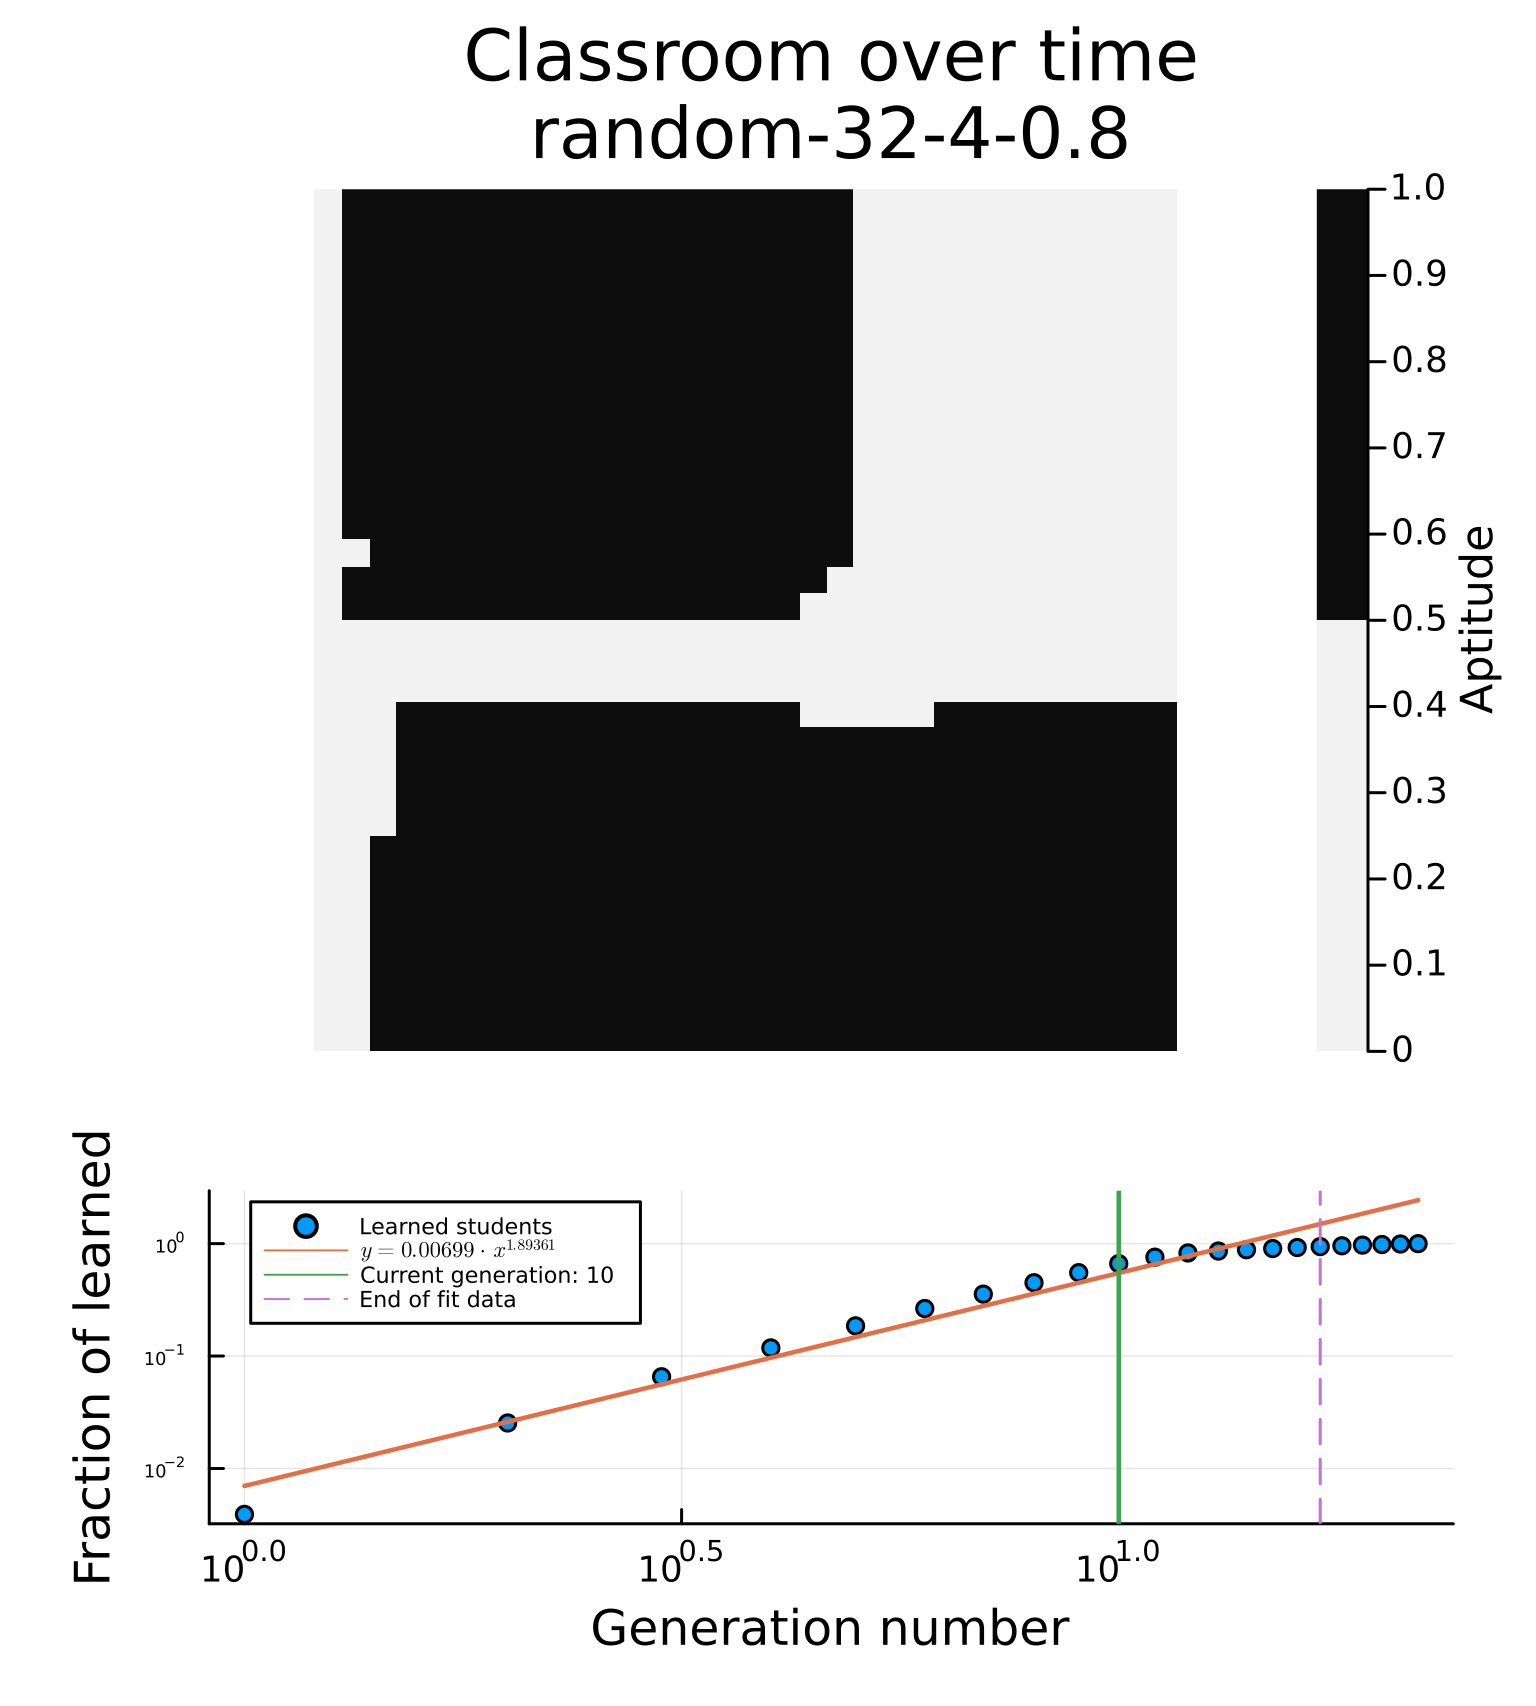 Classroom over time
random-32-4-0.8
1.0
0.9
0.8
0.7
0.6
0.5
0.4
0.3
0.2
0.1
0
Aptitude
Fraction of learned
10⁰
10⁻¹
10⁻²
Learned students
y = 0.00699 · x^1.89361
Current generation: 10
End of fit data
10^0.0
10^0.5
10^1.0
Generation number